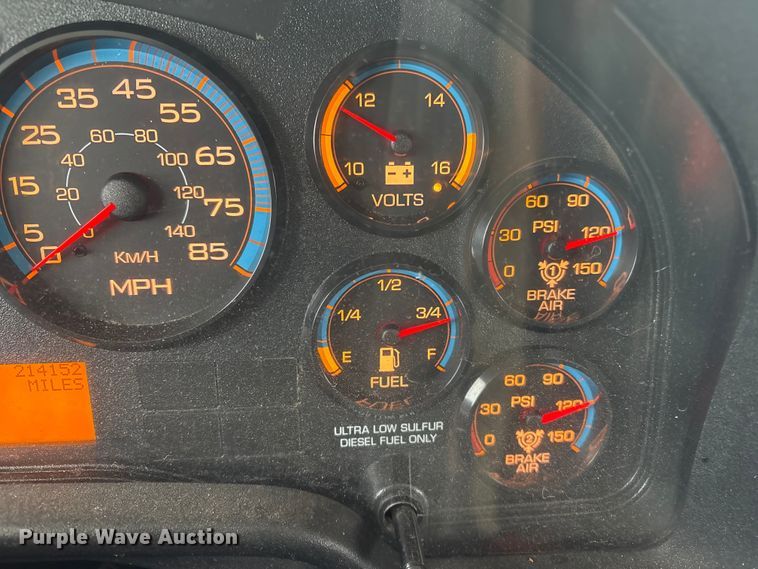 5 15 25 35 45 55 65 75 85
0 20 40 60 80 100 120 140
Km/H
MPH
214152
MILES
10 12 14 16
VOLTS
E 1/4 1/2 3/4 F
FUEL
ULTRA LOW SULFUR
DIESEL FUEL ONLY
0 30 60 90 120 150
PSI
1
BRAKE
AIR
0 30 60 90 120 150
PSI
2
BRAKE
AIR
Purple Wave Auction